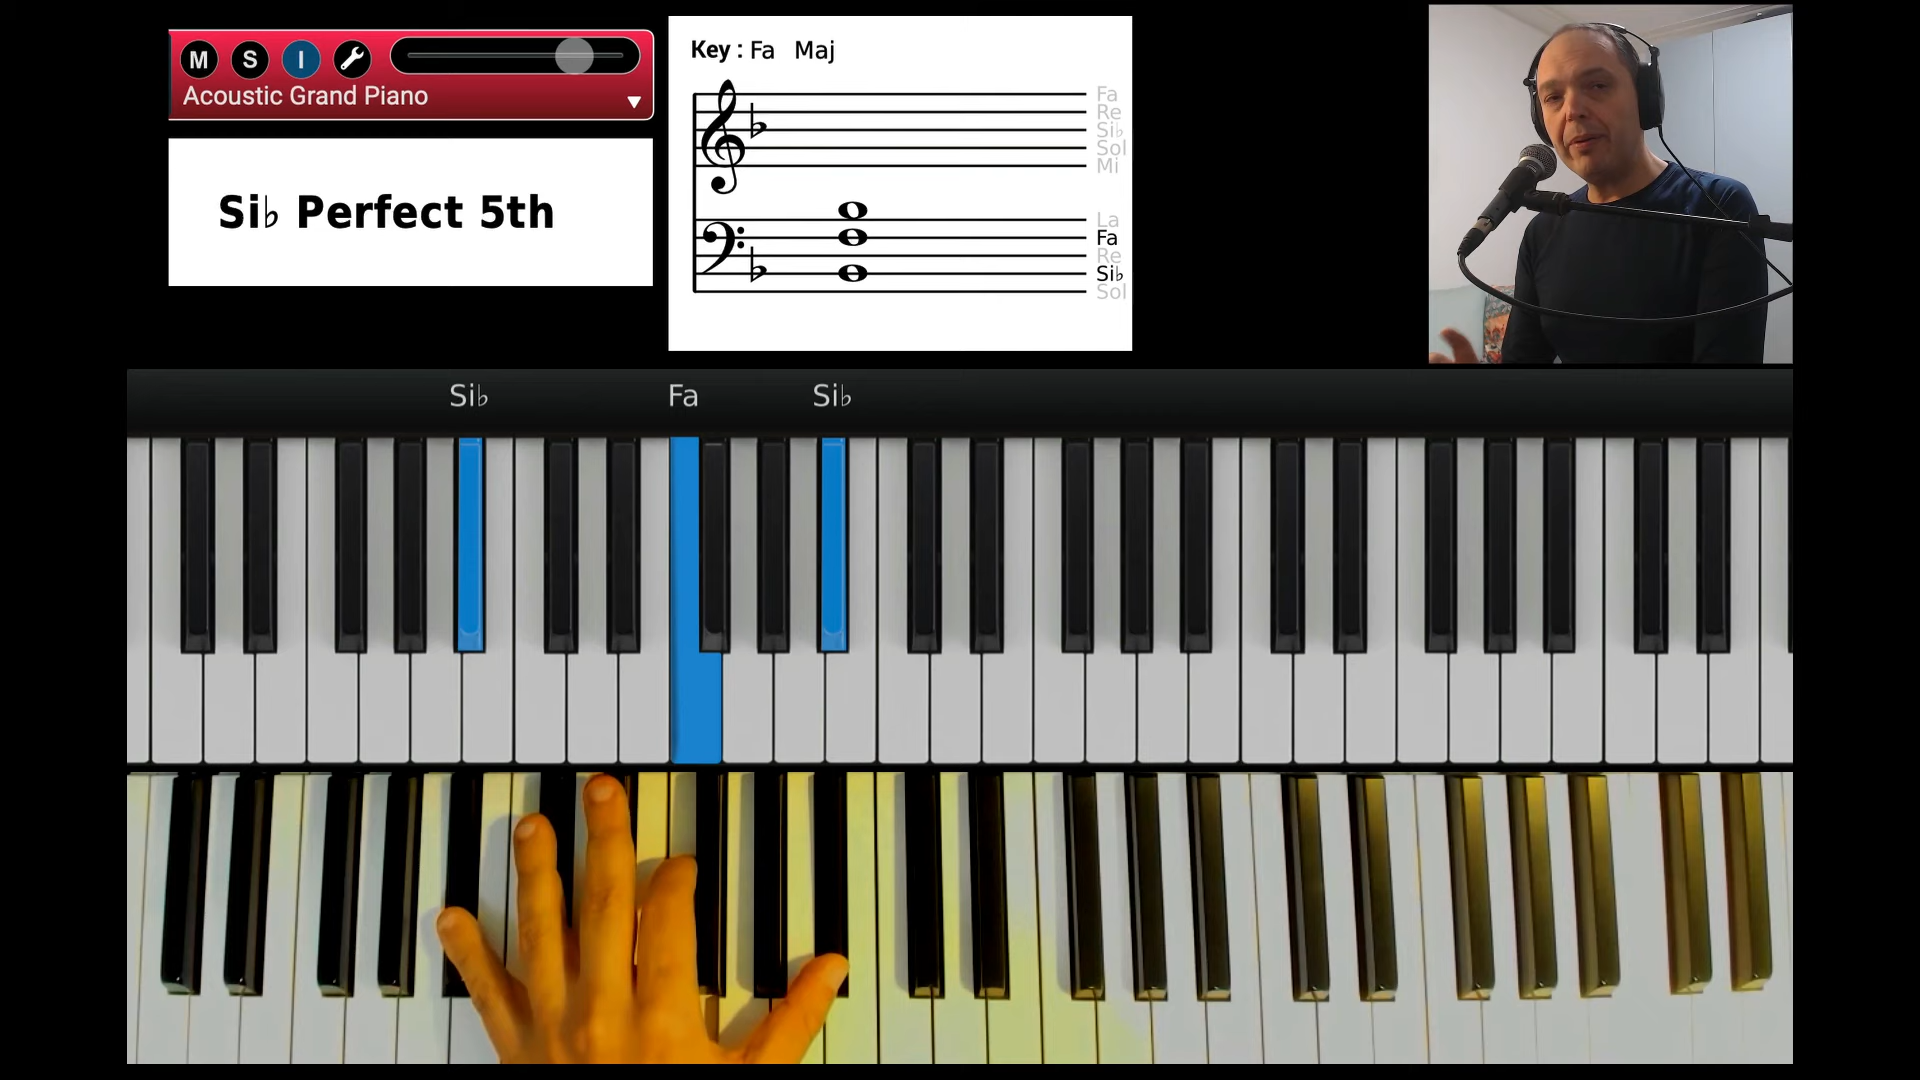 M S I
Acoustic Grand Piano
Si♭ Perfect 5th
Key : Fa Maj
Fa
Re
Si♭
Sol
Mi
La
Fa
Re
Si♭
Sol
Si♭ Fa Si♭